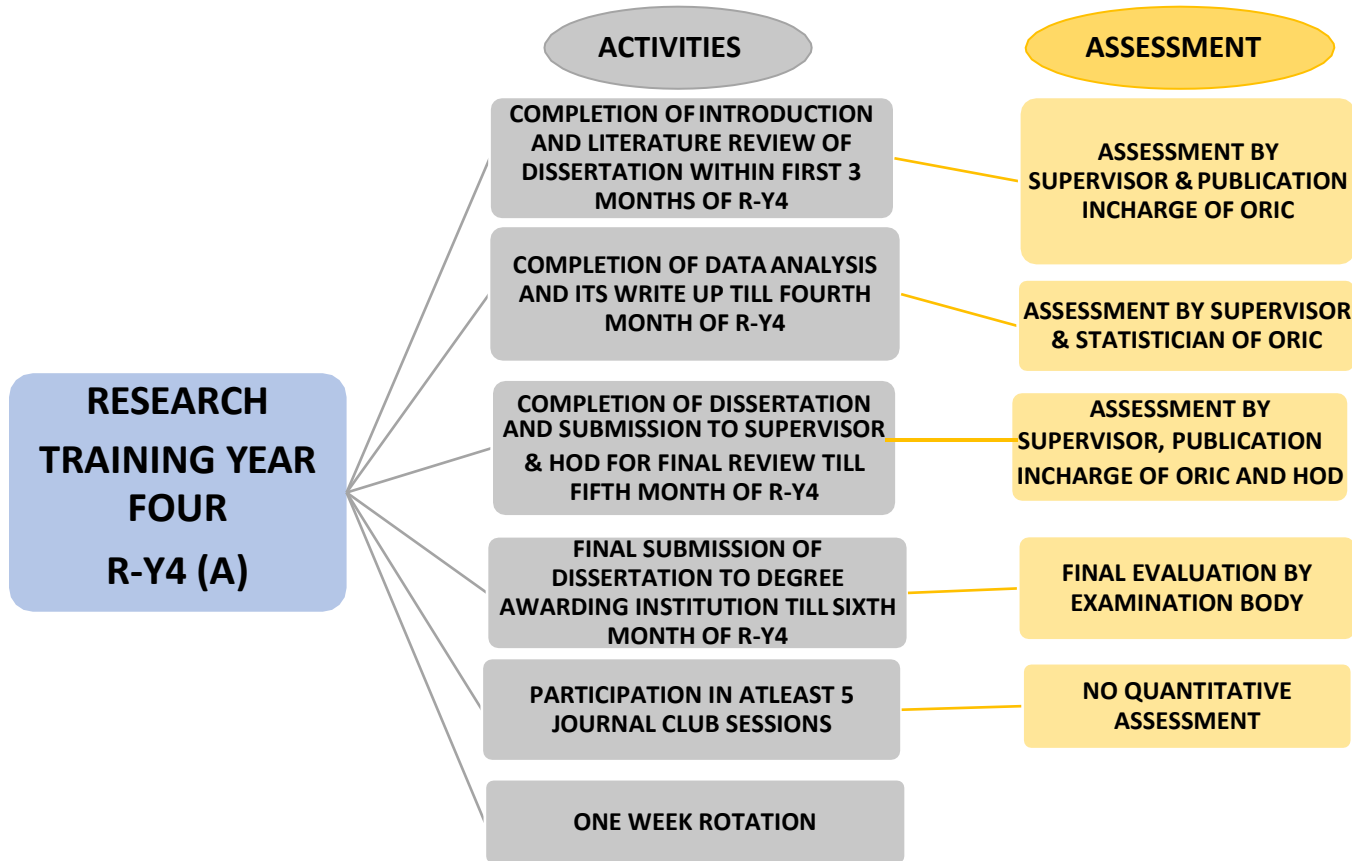 ACTIVITIES
ASSESSMENT
COMPLETION OF INTRODUCTION
AND LITERATURE REVIEW OF
DISSERTATION WITHIN FIRST 3
MONTHS OF R-Y4
ASSESSMENT BY
SUPERVISOR & PUBLICATION
INCHARGE OF ORIC
COMPLETION OF DATA ANALYSIS
AND ITS WRITE UP TILL FOURTH
MONTH OF R-Y4
ASSESSMENT BY SUPERVISOR
& STATISTICIAN OF ORIC
RESEARCH
TRAINING YEAR
FOUR
R-Y4 (A)
COMPLETION OF DISSERTATION
AND SUBMISSION TO SUPERVISOR
& HOD FOR FINAL REVIEW TILL
FIFTH MONTH OF R-Y4
ASSESSMENT BY
SUPERVISOR, PUBLICATION
INCHARGE OF ORIC AND HOD
FINAL SUBMISSION OF
DISSERTATION TO DEGREE
AWARDING INSTITUTION TILL SIXTH
MONTH OF R-Y4
FINAL EVALUATION BY
EXAMINATION BODY
PARTICIPATION IN ATLEAST 5
JOURNAL CLUB SESSIONS
NO QUANTITATIVE
ASSESSMENT
ONE WEEK ROTATION